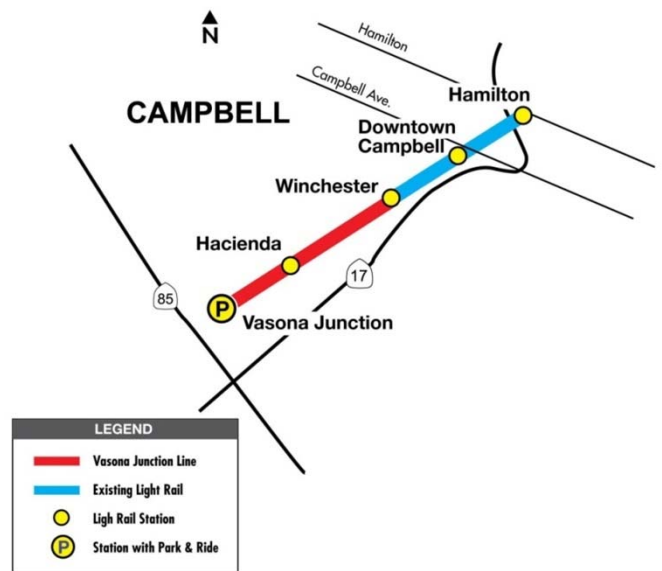 N
Hamilton
Campbell Ave.
CAMPBELL
Hamilton
Downtown
Campbell
Winchester
Hacienda
17
85
P
Vasona Junction
LEGEND
Vasona Junction Line
Existing Light Rail
Ligh Rail Station
P
Station with Park & Ride